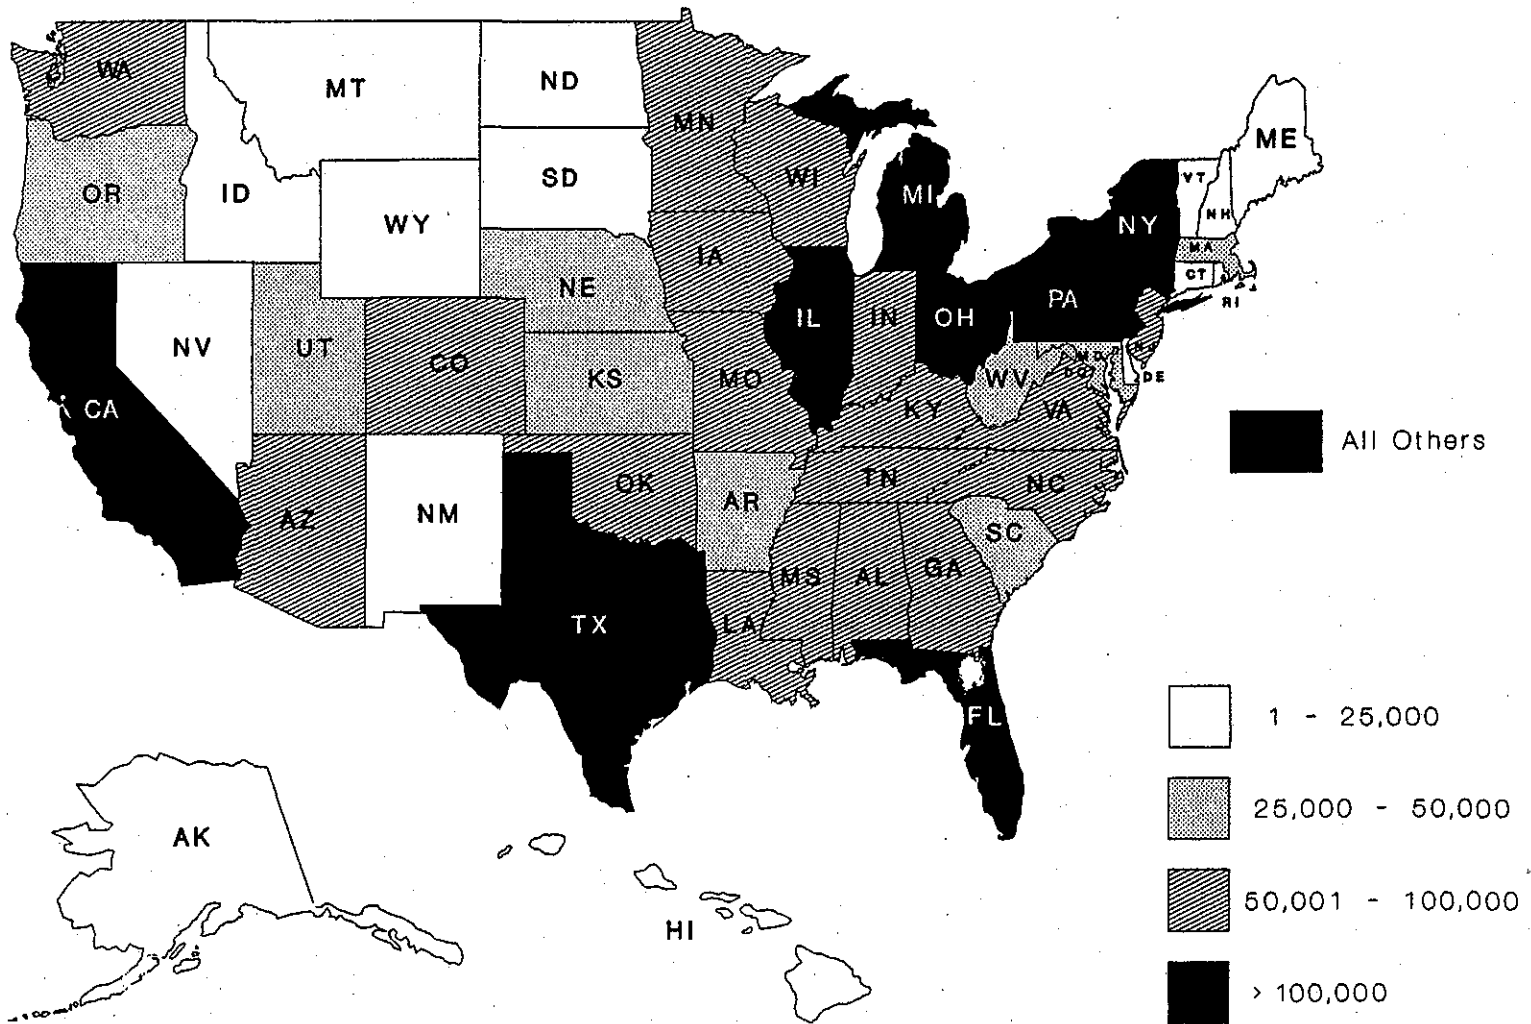 WA
MT
ND
MN
ME
OR
ID
SD
WI
MI
VT
NH
WY
NY
MA
IA
CT
NE
PA
RI
NV
UT
CO
IL
IN
OH
KS
MO
WV
MD
NJ
DC
DE
CA
KY
VA
All Others
TN
NC
OK
AR
AZ
NM
SC
MS
AL
GA
TX
LA
FL
1 - 25,000
25,000 - 50,000
AK
50,001 - 100,000
HI
> 100,000